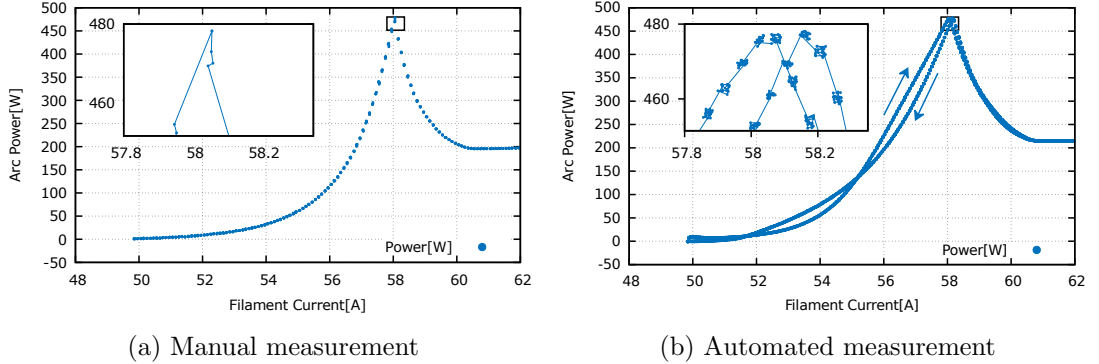 500
450
400
350
300
250
200
150
100
50
0
-50
Arc Power[W]
480
460
57.8 58 58.2
Power[W]
48 50 52 54 56 58 60 62
Filament Current[A]
(a) Manual measurement
500
450
400
350
300
250
200
150
100
50
0
-50
Arc Power[W]
480
460
57.8 58 58.2
Power[W]
48 50 52 54 56 58 60 62
Filament Current[A]
(b) Automated measurement